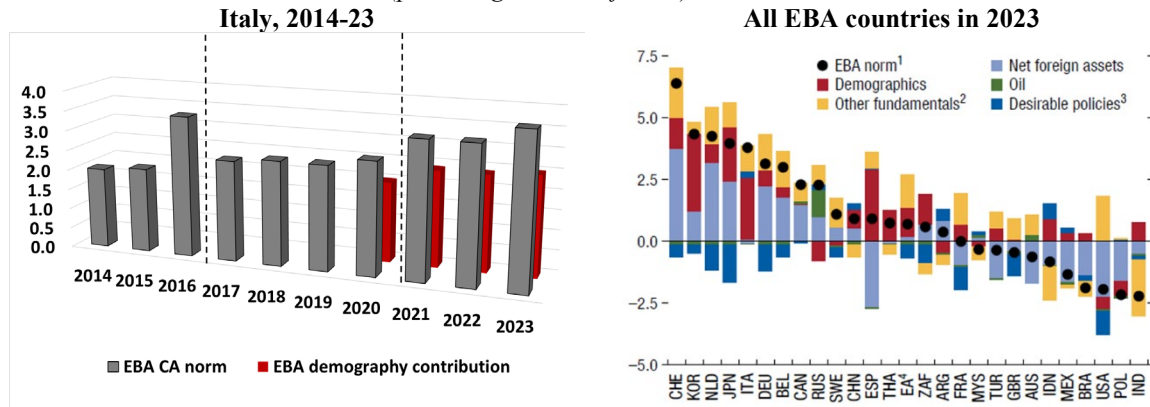 Italy, 2014-23
4.0
3.5
3.0
2.5
2.0
1.5
1.0
0.5
0.0
2014 2015 2016 2017 2018 2019 2020 2021 2022 2023
EBA CA norm EBA demography contribution
All EBA countries in 2023
7.5
5.0
2.5
0.0
−2.5
−5.0
EBA norm¹ Net foreign assets
Demographics Oil
Other fundamentals² Desirable policies³
CHE KOR NLD JPN ITA DEU BEL CAN RUS SWE CHN ESP THA EA⁴ ZAF ARG FRA MYS TUR GBR AUS IDN MEX BRA USA POL IND